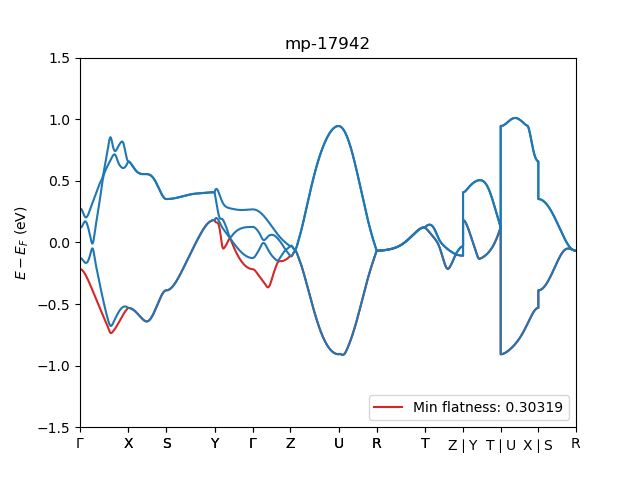 mp-17942
E − E_F (eV)
1.5
1.0
0.5
0.0
−0.5
−1.0
−1.5
Min flatness: 0.30319
Γ X S Y Γ Z U R T Z | Y T | U X | S R